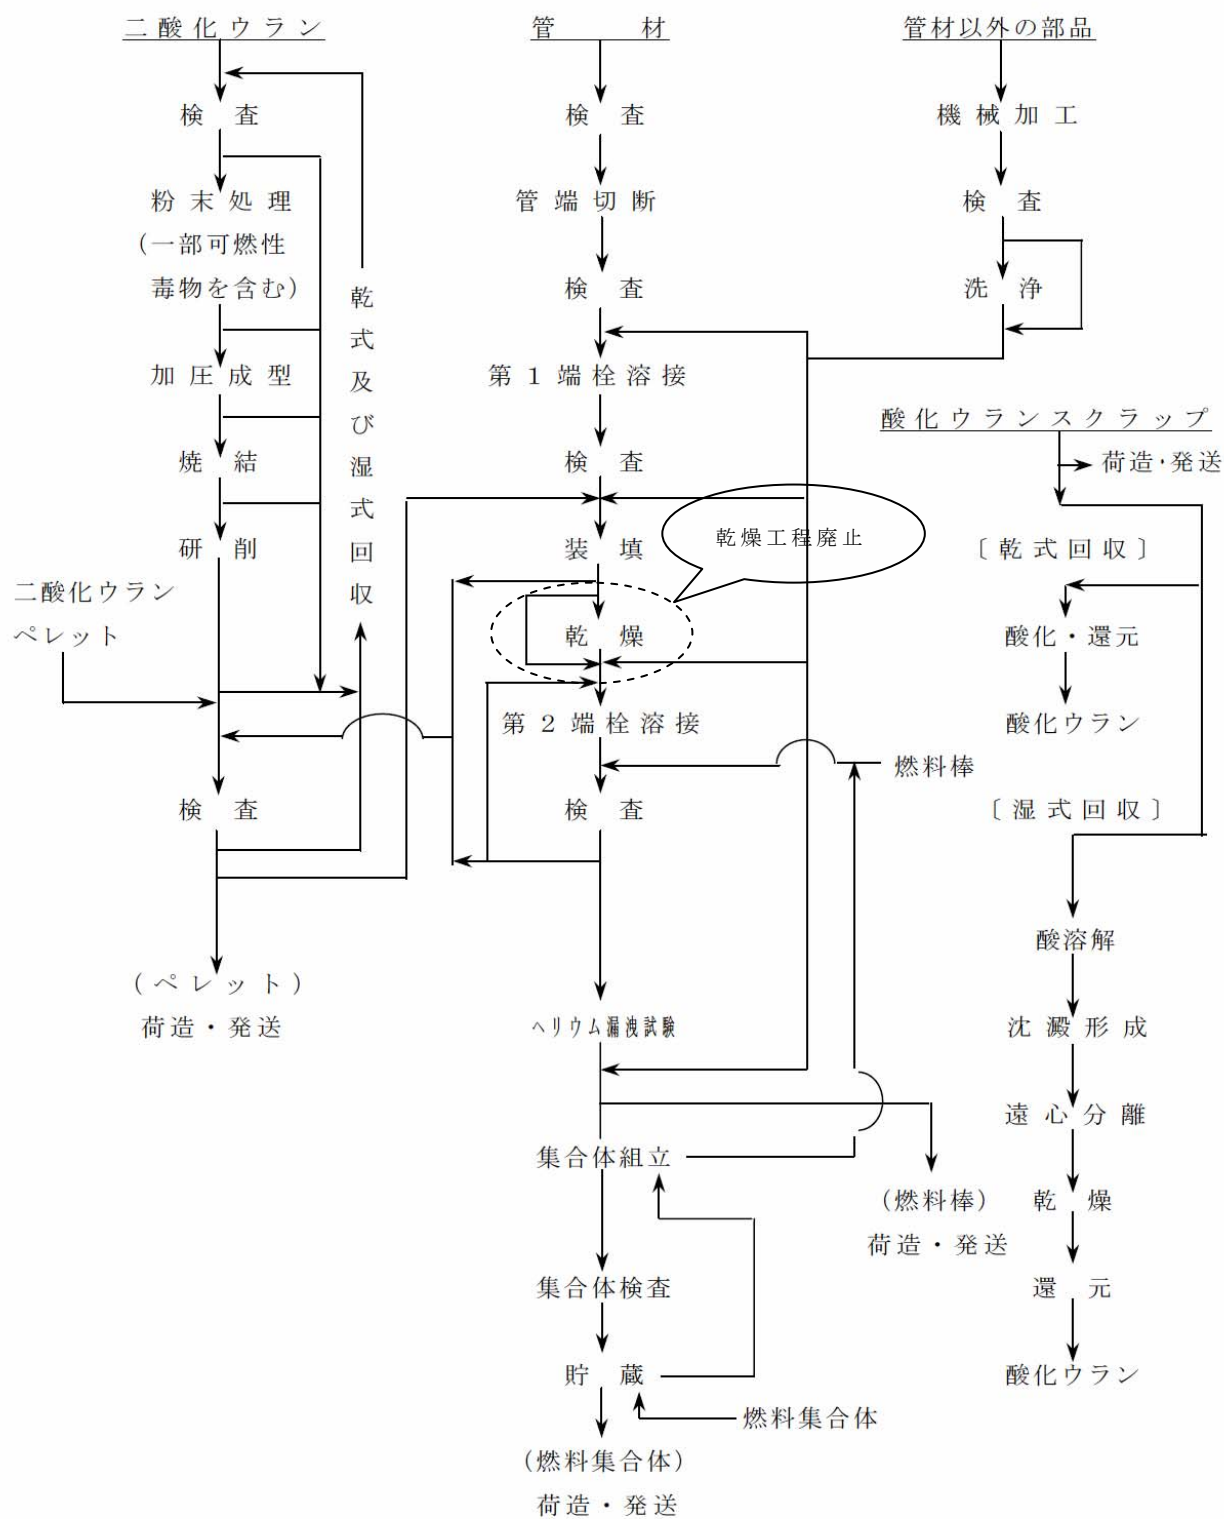 二酸化ウラン
検査
粉末処理
(一部可燃性
毒物を含む)
加圧成型
焼結
研削
二酸化ウラン
ペレット
検査
(ペレット)
荷造・発送
乾式及び湿式回収
管材
検査
管端切断
検査
第1端栓溶接
検査
装填
乾燥工程廃止
乾燥
第2端栓溶接
燃料棒
検査
ヘリウム漏洩試験
集合体組立
(燃料棒)
荷造・発送
集合体検査
貯蔵
燃料集合体
(燃料集合体)
荷造・発送
管材以外の部品
機械加工
検査
洗浄
酸化ウランスクラップ
荷造・発送
〔乾式回収〕
酸化・還元
酸化ウラン
〔湿式回収〕
酸溶解
沈澱形成
遠心分離
乾燥
還元
酸化ウラン